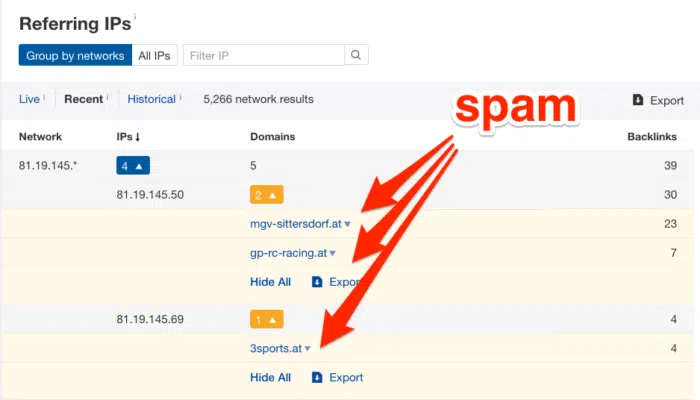 Referring IPs i
Group by networks All IPs Filter IP
Live i Recent i Historical i 5,266 network results Export
spam
Network IPs ↓ Domains Backlinks
81.19.145.* 4 ▲ 5 39
81.19.145.50 2 ▲ 30
mgv-sittersdorf.at ▼ 23
gp-rc-racing.at ▼ 7
Hide All Export
81.19.145.69 1 ▲ 4
3sports.at ▼ 4
Hide All Export